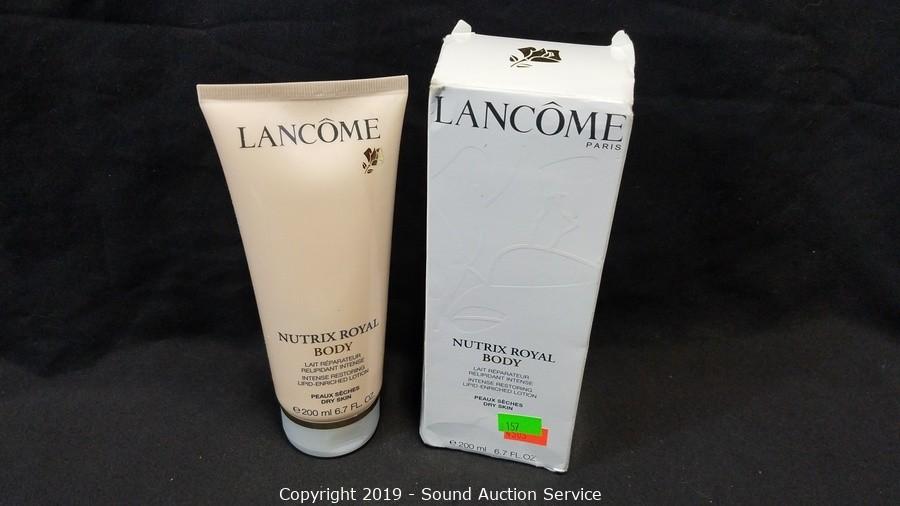 LANCÔME
NUTRIX ROYAL
BODY
LAIT RÉPARATEUR
RELIPIDANT INTENSE
INTENSE RESTORING
LIPID-ENRICHED LOTION
PEAUX SÈCHES
DRY SKIN
e 200 ml 6.7 FL. OZ
LANCÔME
PARIS
NUTRIX ROYAL
BODY
LAIT RÉPARATEUR
RELIPIDANT INTENSE
INTENSE RESTORING
LIPID-ENRICHED LOTION
PEAUX SÈCHES
DRY SKIN
157
e 200 ml 6.7 FL.OZ
Copyright 2019 - Sound Auction Service